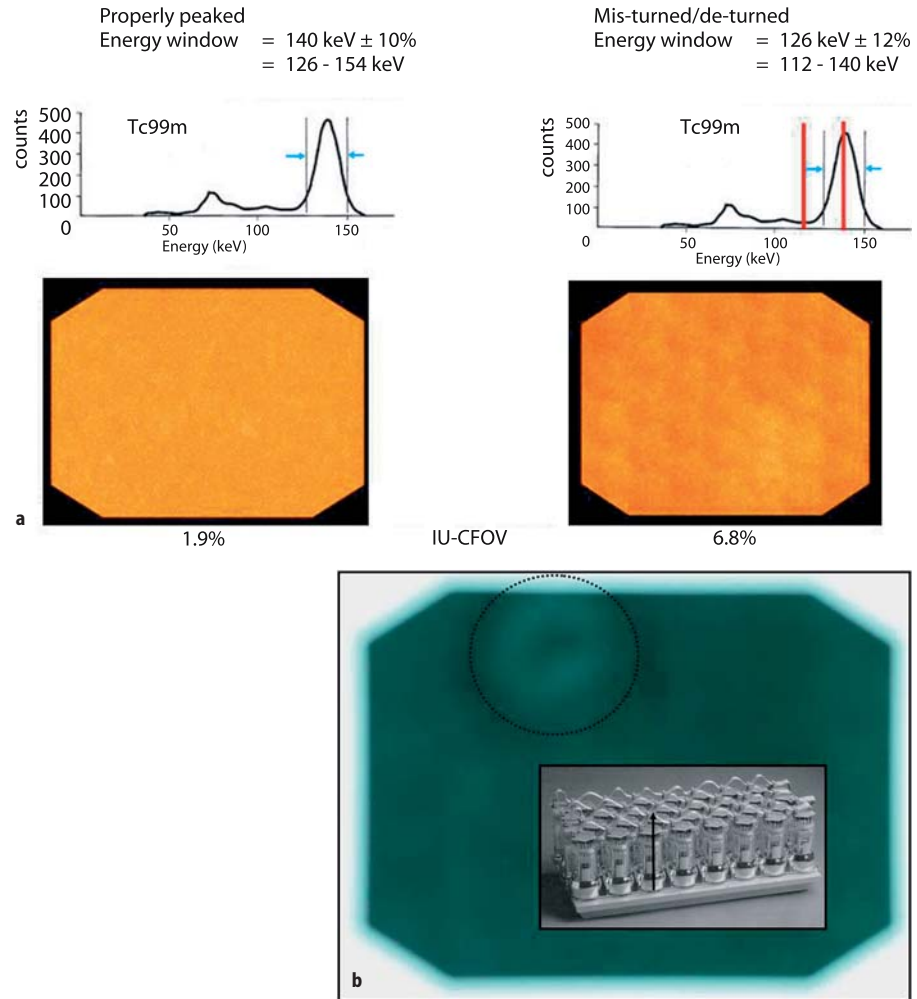 Properly peaked
Energy window = 140 keV ± 10%
= 126 - 154 keV
Mis-turned/de-turned
Energy window = 126 keV ± 12%
= 112 - 140 keV
counts
500
400
300
200
100
0
Tc99m
50
100
150
Energy (keV)
counts
500
400
300
200
100
0
Tc99m
50
100
150
Energy (keV)
a
1.9%
IU-CFOV
6.8%
b